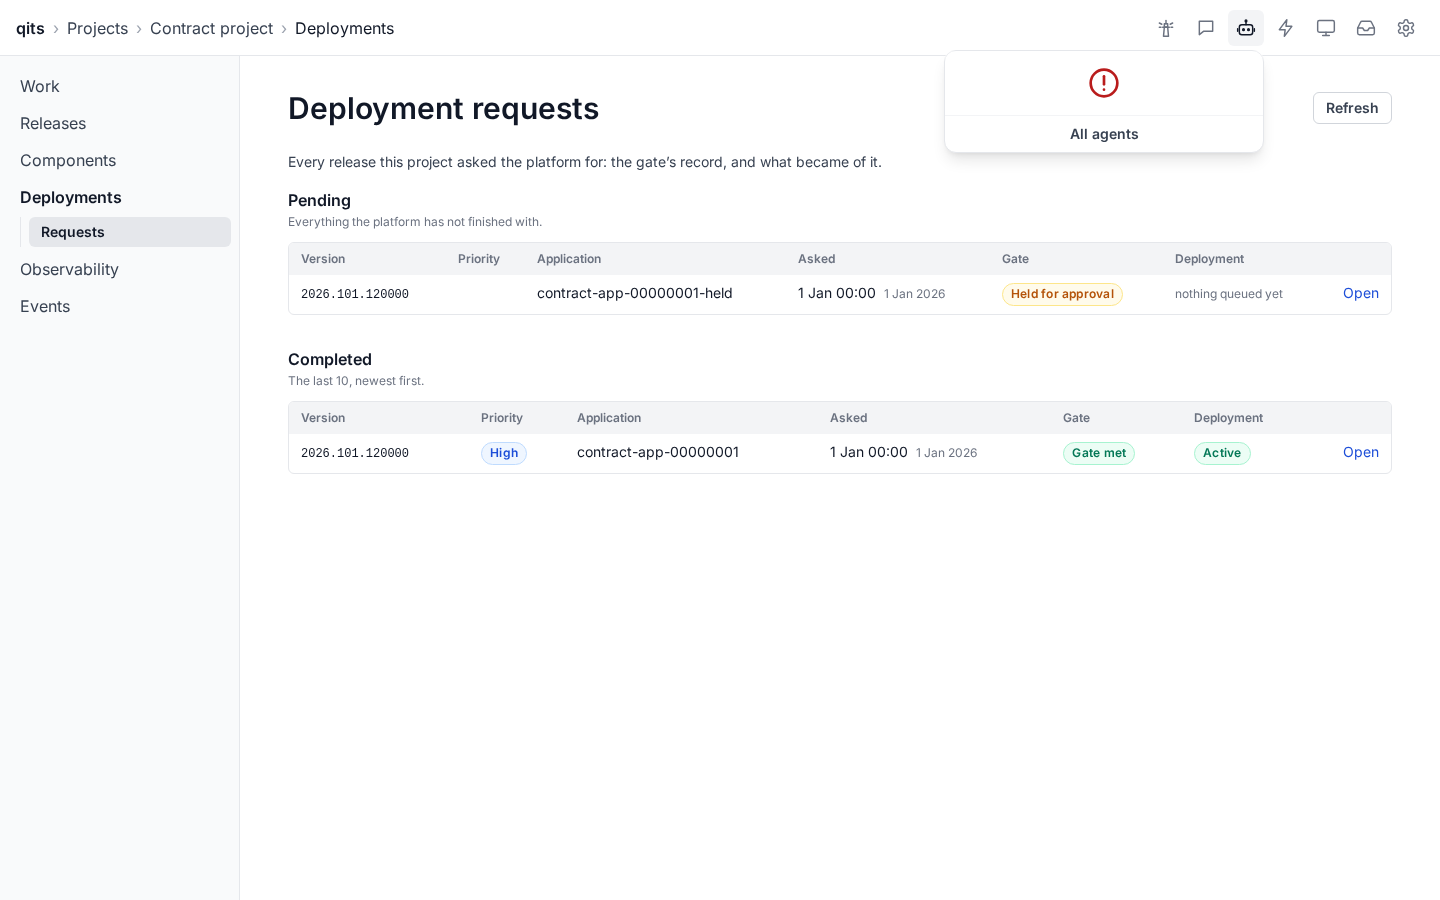 qits › Projects › Contract project › Deployments
All agents
Work
Releases
Components
Deployments
Requests
Observability
Events
Deployment requests
Refresh
Every release this project asked the platform for: the gate’s record, and what became of it.
Pending
Everything the platform has not finished with.
Version Priority Application Asked Gate Deployment
2026.101.120000 contract-app-00000001-held 1 Jan 00:00 1 Jan 2026 Held for approval nothing queued yet Open
Completed
The last 10, newest first.
Version Priority Application Asked Gate Deployment
2026.101.120000 High contract-app-00000001 1 Jan 00:00 1 Jan 2026 Gate met Active Open